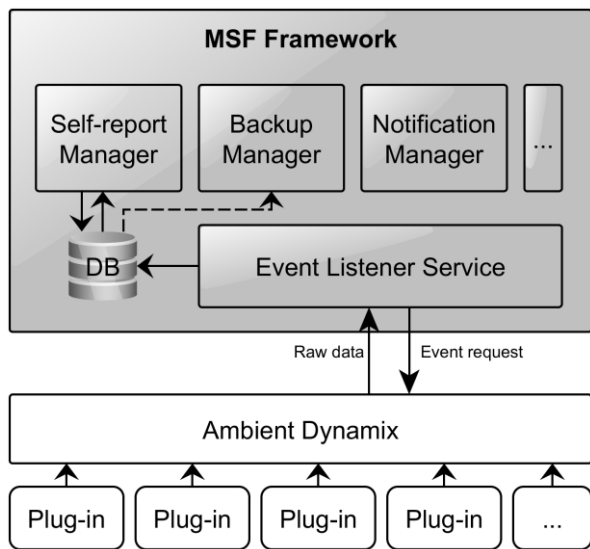 MSF Framework
Self-report
Manager
Backup
Manager
Notification
Manager
...
DB
Event Listener Service
Raw data
Event request
Ambient Dynamix
Plug-in
Plug-in
Plug-in
Plug-in
...